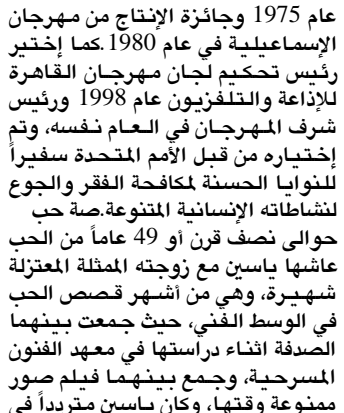 عام 1975 وجائزة الإنتاج من مهرجان
الإسماعيلية في عام 1980.كما إختير
رئيس تحكيم لجان مهرجان القاهرة
للإذاعة والتلفزيون عام 1998 ورئيس
شرف المهرجان في العام نفسه، وتم
إختياره من قبل الأمم المتحدة سفيراً
للنوايا الحسنة لمكافحة الفقر والجوع
لنشاطاته الإنسانية المتنوعة.صة حب
حوالى نصف قرن أو 49 عاماً من الحب
عاشها ياسين مع زوجته الممثلة المعتزلة
شهيرة، وهي من أشهر قصص الحب
في الوسط الفني، حيث جمعت بينهما
الصدفة اثناء دراستها في معهد الفنون
المسرحية، وجمع بينهما فيلم صور
ممنوعة وقتها، وكان ياسين متردداً في